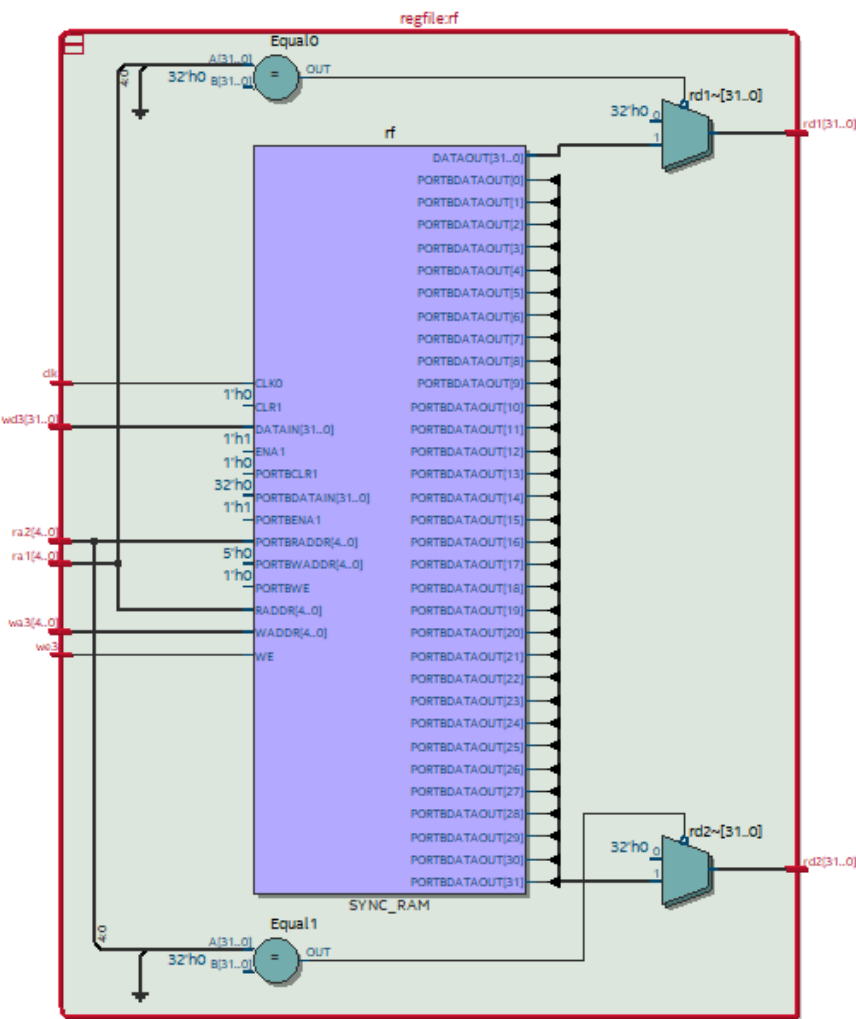 regfile:rf
Equal0
A[31..0]
32'h0 B[31..0]
=
OUT
4:0
rd1~[31..0]
32'h0 0
1
rd1[31..0]
rf
DATAOUT[31..0]
PORTBDATAOUT[0]
PORTBDATAOUT[1]
PORTBDATAOUT[2]
PORTBDATAOUT[3]
PORTBDATAOUT[4]
PORTBDATAOUT[5]
PORTBDATAOUT[6]
PORTBDATAOUT[7]
PORTBDATAOUT[8]
PORTBDATAOUT[9]
PORTBDATAOUT[10]
PORTBDATAOUT[11]
PORTBDATAOUT[12]
PORTBDATAOUT[13]
PORTBDATAOUT[14]
PORTBDATAOUT[15]
PORTBDATAOUT[16]
PORTBDATAOUT[17]
PORTBDATAOUT[18]
PORTBDATAOUT[19]
PORTBDATAOUT[20]
PORTBDATAOUT[21]
PORTBDATAOUT[22]
PORTBDATAOUT[23]
PORTBDATAOUT[24]
PORTBDATAOUT[25]
PORTBDATAOUT[26]
PORTBDATAOUT[27]
PORTBDATAOUT[28]
PORTBDATAOUT[29]
PORTBDATAOUT[30]
PORTBDATAOUT[31]
clk
wd3[31..0]
ra2[4..0]
ra1[4..0]
wa3[4..0]
we3
CLK0
1'h0
CLR1
DATAIN[31..0]
1'h1
ENA1
1'h0
PORTBCLR1
32'h0
PORTBDATAIN[31..0]
1'h1
PORTBENA1
PORTBRADDR[4..0]
5'h0
PORTBWADDR[4..0]
1'h0
PORTBWE
RADDR[4..0]
WADDR[4..0]
WE
SYNC_RAM
rd2~[31..0]
32'h0 0
1
rd2[31..0]
Equal1
4:0
A[31..0]
32'h0 B[31..0]
=
OUT